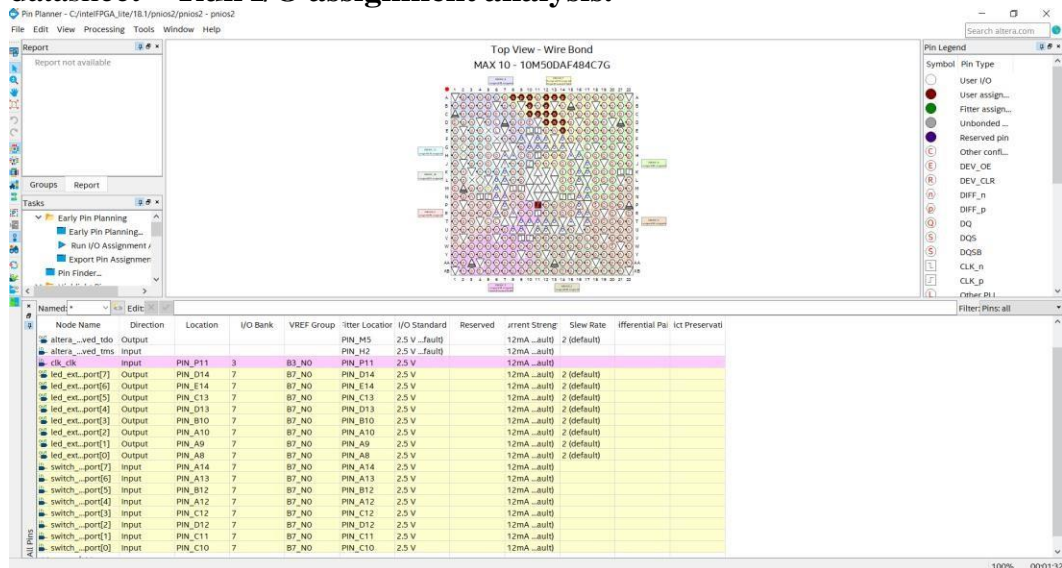 datasheet – Run I/O assignment analysis.
Pin Planner - C:/intelFPGA_lite/18.1/pnios2/pnios2 - pnios2
File Edit View Processing Tools Window Help
Search altera.com
Report
Report not available
Groups Report
Tasks
Early Pin Planning
Early Pin Planning...
Run I/O Assignment
Export Pin Assignmen
Pin Finder...
Top View - Wire Bond
MAX 10 - 10M50DAF484C7G
Pin Legend
Symbol Pin Type
User I/O
User assign...
Fitter assign...
Unbonded ...
Reserved pin
C Other confi...
E DEV_OE
R DEV_CLR
n DIFF_n
p DIFF_p
Q DQ
S DQS
S DQSB
CLK_n
CLK_p
L Other PLL
Named: * Edit: Filter: Pins: all
Node Name Direction Location I/O Bank VREF Group Fitter Location I/O Standard Reserved urrent Streng Slew Rate ifferential Pai ict Preservati
altera_...ved_tdo Output PIN_M5 2.5 V ...fault) 12mA ...ault) 2 (default)
altera_...ved_tms Input PIN_H2 2.5 V ...fault) 12mA ...ault)
clk_clk Input PIN_P11 3 B3_N0 PIN_P11 2.5 V 12mA ...ault)
led_ext...port[7] Output PIN_D14 7 B7_N0 PIN_D14 2.5 V 12mA ...ault) 2 (default)
led_ext...port[6] Output PIN_E14 7 B7_N0 PIN_E14 2.5 V 12mA ...ault) 2 (default)
led_ext...port[5] Output PIN_C13 7 B7_N0 PIN_C13 2.5 V 12mA ...ault) 2 (default)
led_ext...port[4] Output PIN_D13 7 B7_N0 PIN_D13 2.5 V 12mA ...ault) 2 (default)
led_ext...port[3] Output PIN_B10 7 B7_N0 PIN_B10 2.5 V 12mA ...ault) 2 (default)
led_ext...port[2] Output PIN_A10 7 B7_N0 PIN_A10 2.5 V 12mA ...ault) 2 (default)
led_ext...port[1] Output PIN_A9 7 B7_N0 PIN_A9 2.5 V 12mA ...ault) 2 (default)
led_ext...port[0] Output PIN_A8 7 B7_N0 PIN_A8 2.5 V 12mA ...ault) 2 (default)
switch_...port[7] Input PIN_A14 7 B7_N0 PIN_A14 2.5 V 12mA ...ault)
switch_...port[6] Input PIN_A13 7 B7_N0 PIN_A13 2.5 V 12mA ...ault)
switch_...port[5] Input PIN_B12 7 B7_N0 PIN_B12 2.5 V 12mA ...ault)
switch_...port[4] Input PIN_A12 7 B7_N0 PIN_A12 2.5 V 12mA ...ault)
switch_...port[3] Input PIN_C12 7 B7_N0 PIN_C12 2.5 V 12mA ...ault)
switch_...port[2] Input PIN_D12 7 B7_N0 PIN_D12 2.5 V 12mA ...ault)
switch_...port[1] Input PIN_C11 7 B7_N0 PIN_C11 2.5 V 12mA ...ault)
switch_...port[0] Input PIN_C10 7 B7_N0 PIN_C10 2.5 V 12mA ...ault)
All Pins
100% 00:01:3